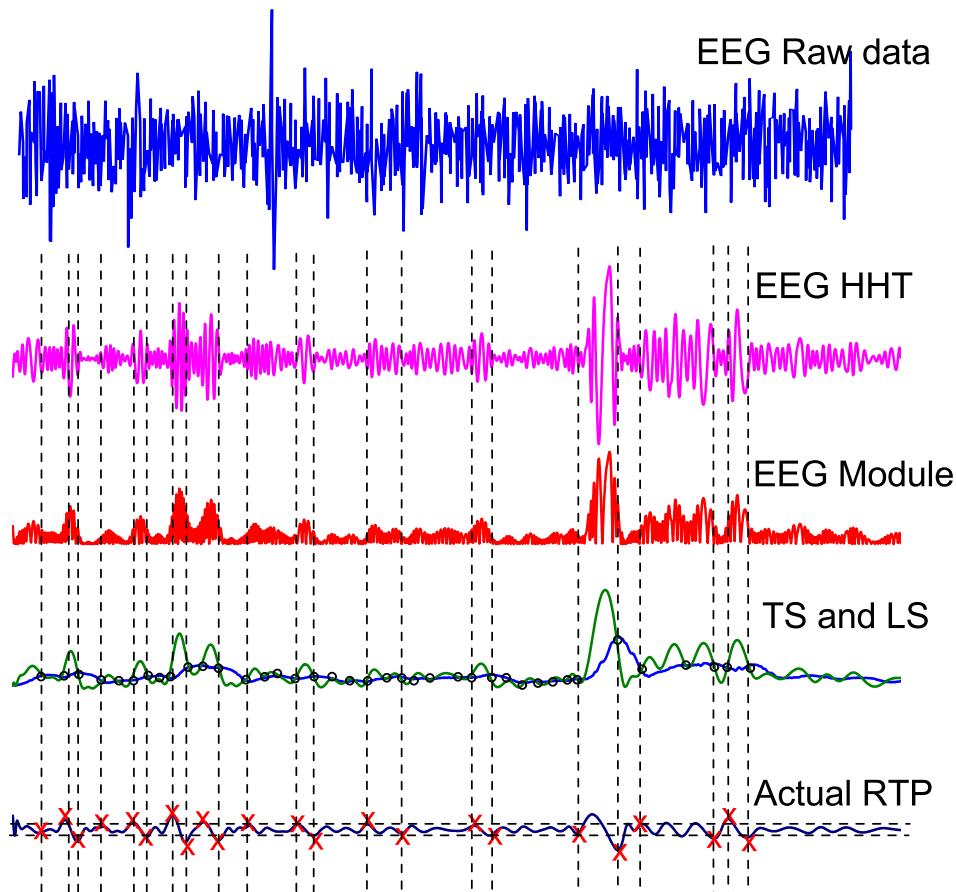 EEG Raw data
EEG HHT
EEG Module
TS and LS
Actual RTP